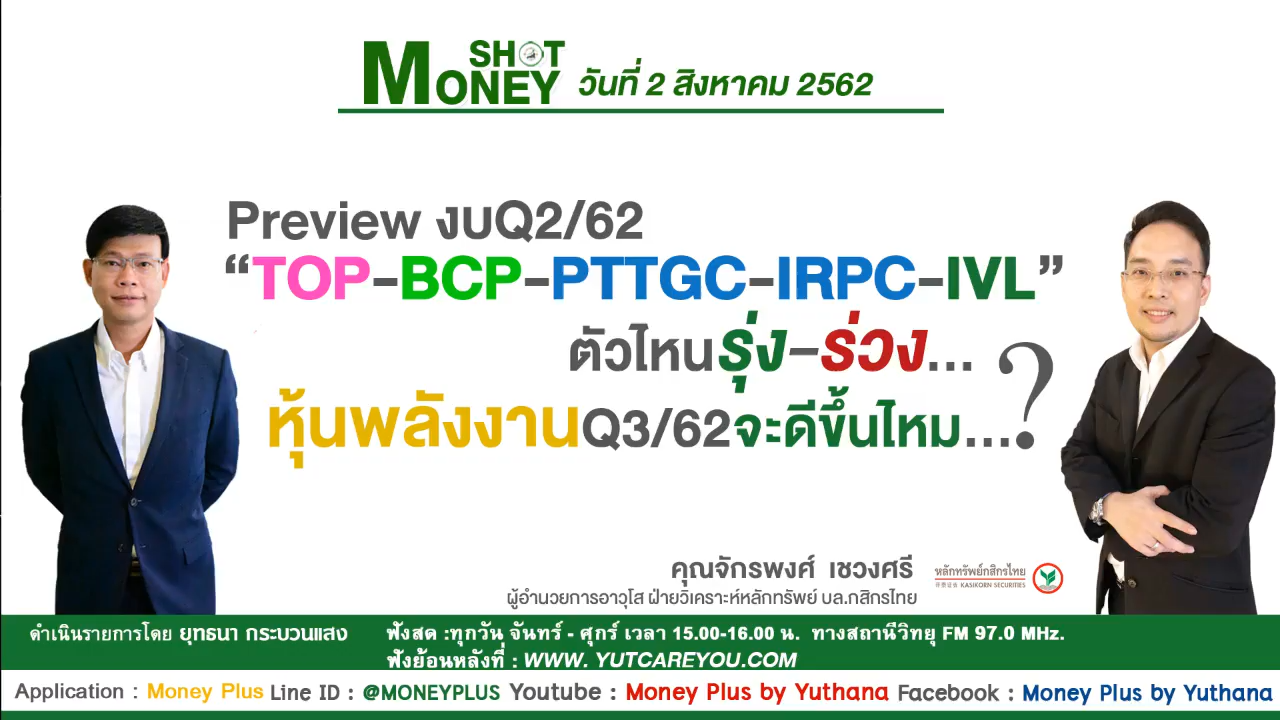 MONEY SHOT วันที่ 2 สิงหาคม 2562
Preview งบQ2/62
“TOP-BCP-PTTGC-IRPC-IVL”
ตัวไหนรุ่ง-ร่วง...
หุ้นพลังงานQ3/62จะดีขึ้นไหม...?
คุณจักรพงศ์ เชวงศรี
หลักทรัพย์กสิกรไทย
KASIKORN SECURITIES
ผู้อำนวยการอาวุโส ฝ่ายวิเคราะห์หลักทรัพย์ บล.กสิกรไทย
ดำเนินรายการโดย ยุทธนา กระบวนแสง
ฟังสด :ทุกวัน จันทร์ - ศุกร์ เวลา 15.00-16.00 น. ทางสถานีวิทยุ FM 97.0 MHz.
ฟังย้อนหลังที่ : WWW. YUTCAREYOU.COM
Application : Money Plus Line ID : @MONEYPLUS Youtube : Money Plus by Yuthana Facebook : Money Plus by Yuthana